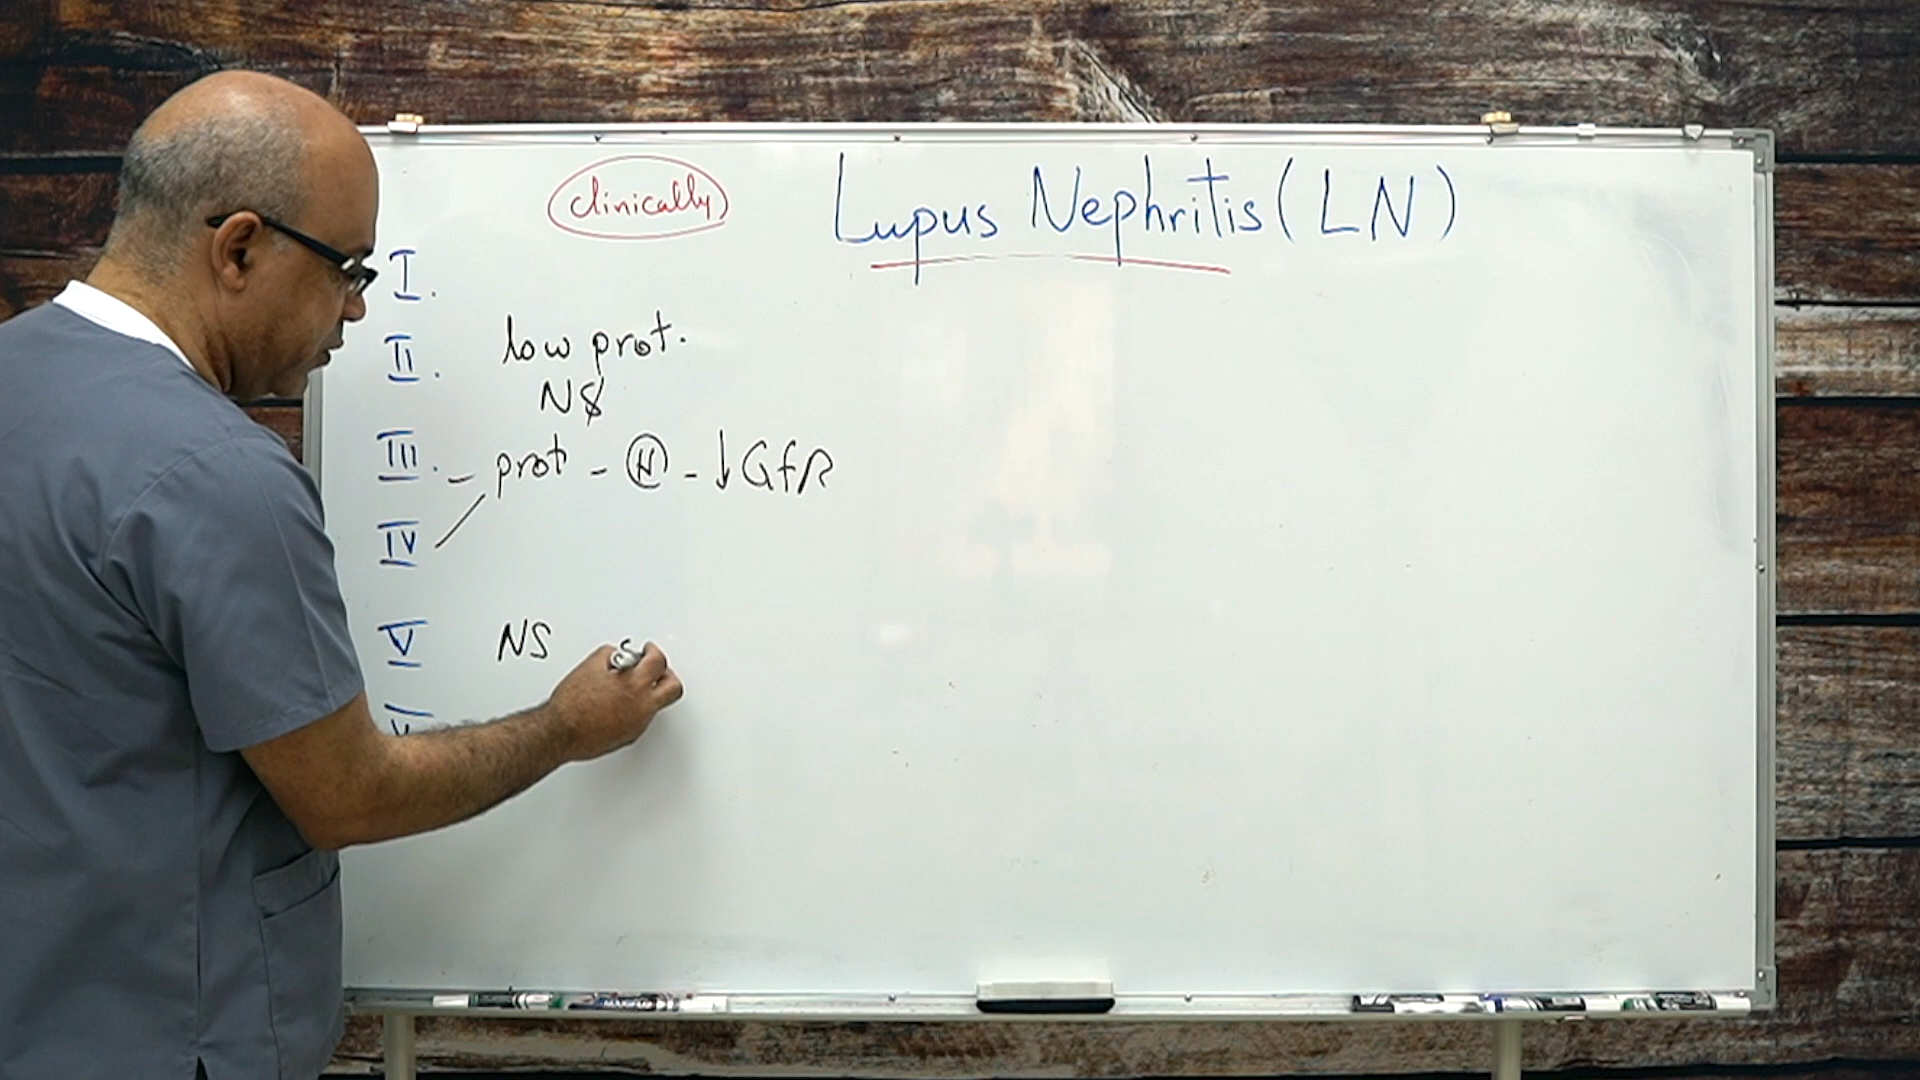 clinically
Lupus Nephritis (LN)
I.
II. low prot.
NS
III. - prot - H - ↓ GFR
IV
V NS